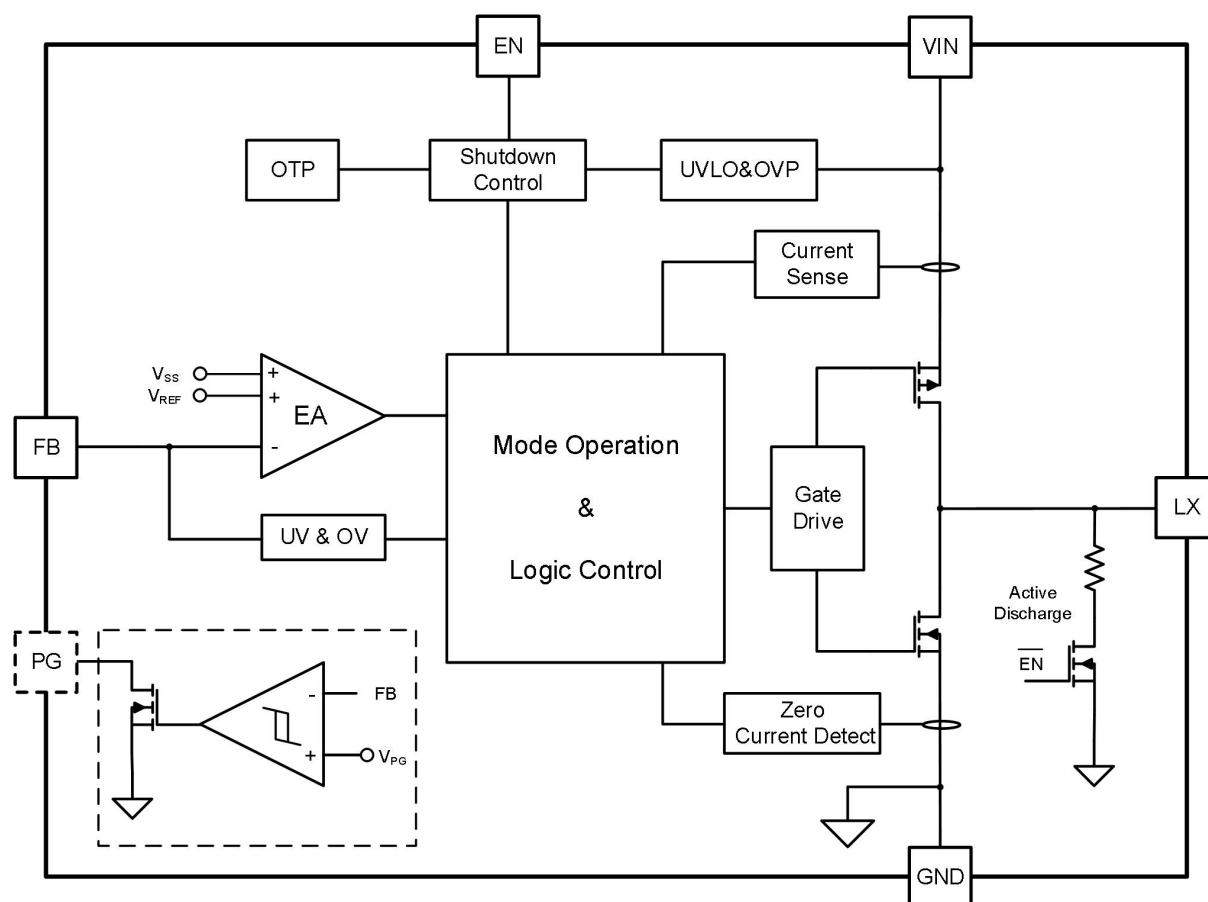 EN
VIN
OTP
Shutdown
Control
UVLO&OVP
Current
Sense
VSS
+
VREF
+
EA
FB
-
Mode Operation
&
Logic Control
Gate
Drive
LX
UV & OV
Active
Discharge
EN
PG
-
FB
+
VPG
Zero
Current Detect
GND